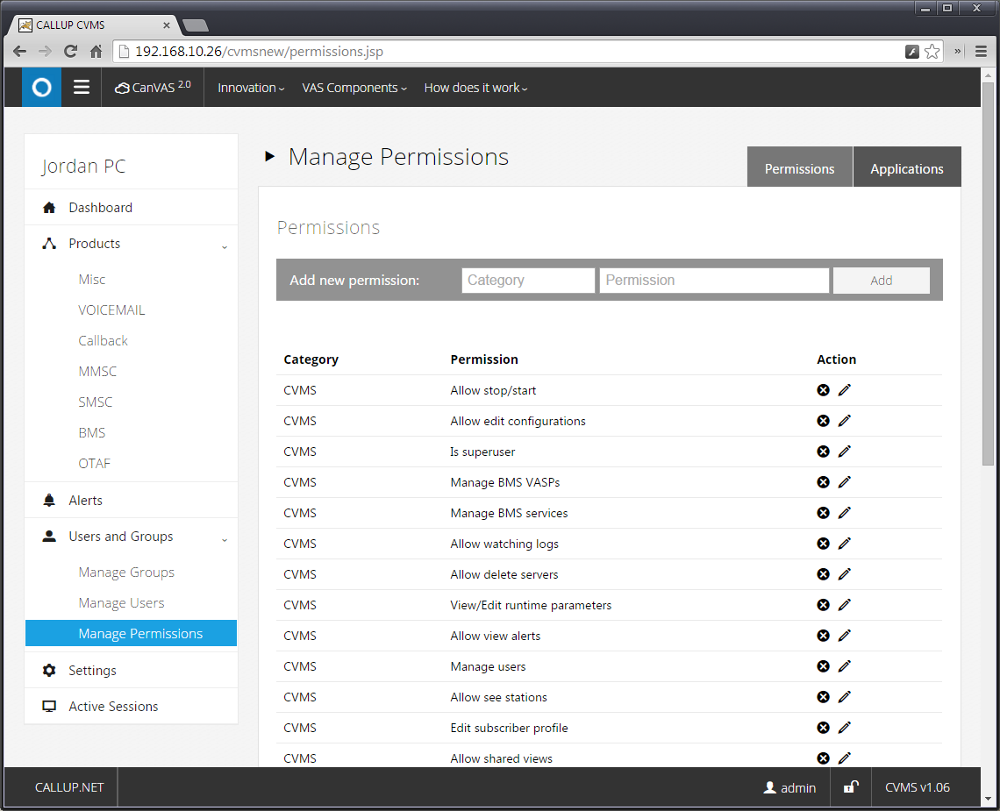 CALLUP CVMS
192.168.10.26/cvmsnew/permissions.jsp
CanVAS 2.0 Innovation VAS Components How does it work
Jordan PC
Dashboard
Products
Misc
VOICEMAIL
Callback
MMSC
SMSC
BMS
OTAF
Alerts
Users and Groups
Manage Groups
Manage Users
Manage Permissions
Settings
Active Sessions
Manage Permissions
Permissions Applications
Permissions
Add new permission: Category Permission Add
Category Permission Action
CVMS Allow stop/start
CVMS Allow edit configurations
CVMS Is superuser
CVMS Manage BMS VASPs
CVMS Manage BMS services
CVMS Allow watching logs
CVMS Allow delete servers
CVMS View/Edit runtime parameters
CVMS Allow view alerts
CVMS Manage users
CVMS Allow see stations
CVMS Edit subscriber profile
CVMS Allow shared views
CALLUP.NET admin CVMS v1.06